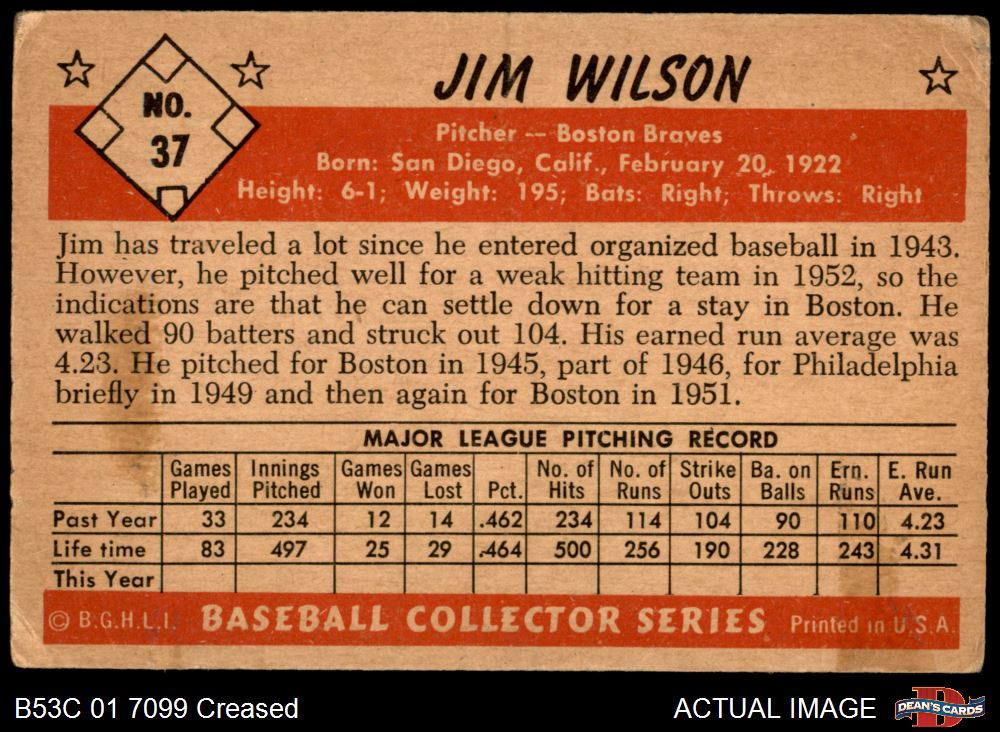 JIM WILSON
NO.
37
Pitcher -- Boston Braves
Born: San Diego, Calif., February 20, 1922
Height: 6-1; Weight: 195; Bats: Right; Throws: Right
Jim has traveled a lot since he entered organized baseball in 1943.
However, he pitched well for a weak hitting team in 1952, so the
indications are that he can settle down for a stay in Boston. He
walked 90 batters and struck out 104. His earned run average was
4.23. He pitched for Boston in 1945, part of 1946, for Philadelphia
briefly in 1949 and then again for Boston in 1951.
MAJOR LEAGUE PITCHING RECORD
Games Played Innings Pitched Games Won Games Lost Pct. No. of Hits No. of Runs Strike Outs Ba. on Balls Ern. Runs E. Run Ave.
Past Year 33 234 12 14 .462 234 114 104 90 110 4.23
Life time 83 497 25 29 .464 500 256 190 228 243 4.31
This Year
© B.G.H.L.I. BASEBALL COLLECTOR SERIES Printed in U.S.A.
B53C 01 7099 Creased ACTUAL IMAGE DEAN'S CARDS